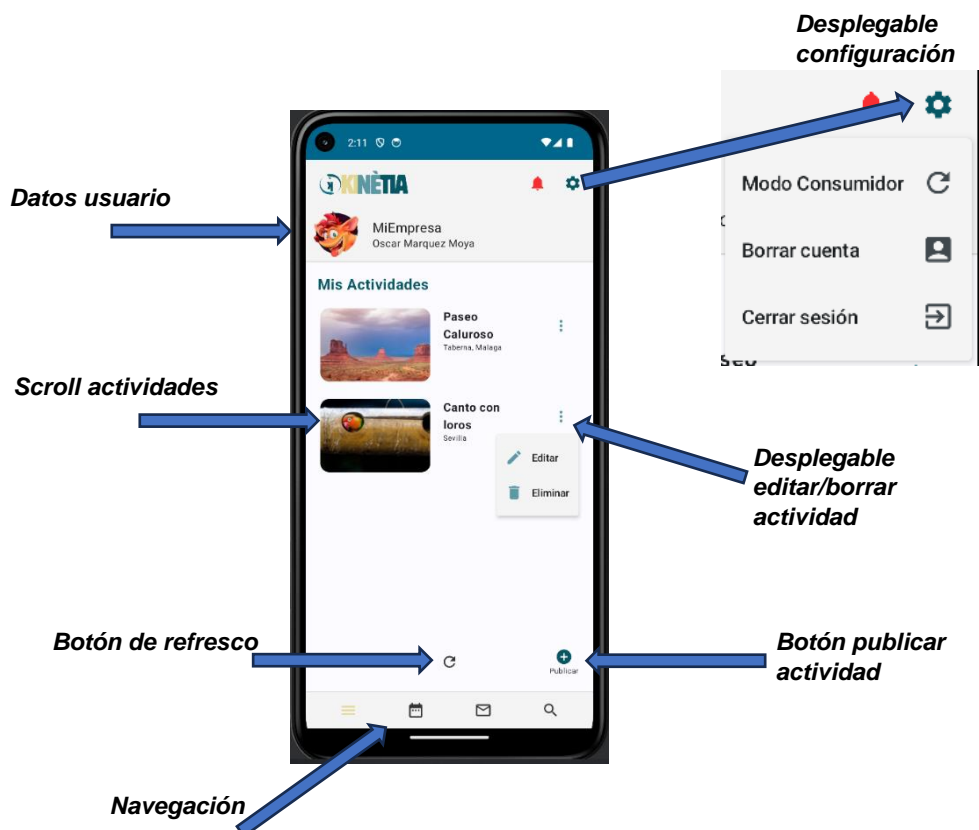 Desplegable
configuración
Modo Consumidor
Borrar cuenta
Cerrar sesión
2:11
KINÈTIA
Datos usuario
MiEmpresa
Oscar Marquez Moya
Mis Actividades
Paseo
Caluroso
Taberna, Malaga
Scroll actividades
Canto con
loros
Sevilla
Editar
Eliminar
Desplegable
editar/borrar
actividad
Botón de refresco
Publicar
Botón publicar
actividad
Navegación